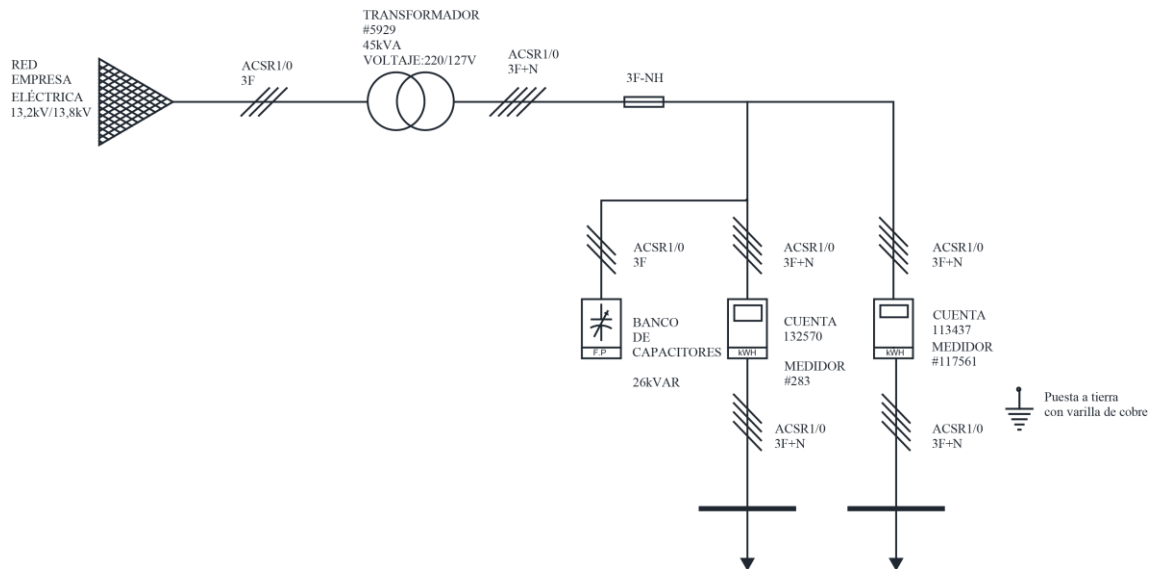 TRANSFORMADOR
#5929
45kVA
VOLTAJE:220/127V
RED
EMPRESA
ELÉCTRICA
13,2kV/13,8kV
ACSR1/0
3F
ACSR1/0
3F+N
3F-NH
ACSR1/0
3F
ACSR1/0
3F+N
ACSR1/0
3F+N
F.P
BANCO
DE
CAPACITORES
26kVAR
kWH
CUENTA
132570
MEDIDOR
#283
kWH
CUENTA
113437
MEDIDOR
#117561
Puesta a tierra
con varilla de cobre
ACSR1/0
3F+N
ACSR1/0
3F+N